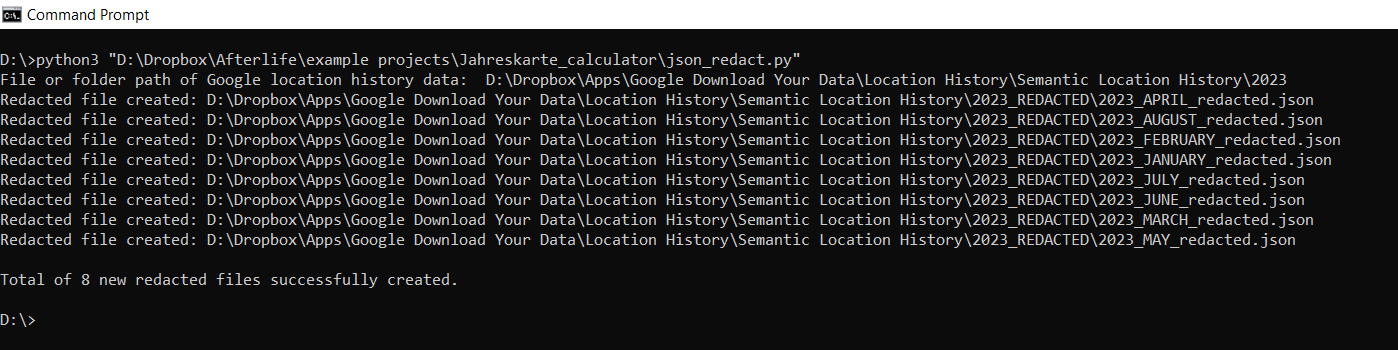 Command Prompt
D:\>python3 "D:\Dropbox\Afterlife\example projects\Jahreskarte_calculator\json_redact.py"
File or folder path of Google location history data:  D:\Dropbox\Apps\Google Download Your Data\Location History\Semantic Location History\2023
Redacted file created: D:\Dropbox\Apps\Google Download Your Data\Location History\Semantic Location History\2023_REDACTED\2023_APRIL_redacted.json
Redacted file created: D:\Dropbox\Apps\Google Download Your Data\Location History\Semantic Location History\2023_REDACTED\2023_AUGUST_redacted.json
Redacted file created: D:\Dropbox\Apps\Google Download Your Data\Location History\Semantic Location History\2023_REDACTED\2023_FEBRUARY_redacted.json
Redacted file created: D:\Dropbox\Apps\Google Download Your Data\Location History\Semantic Location History\2023_REDACTED\2023_JANUARY_redacted.json
Redacted file created: D:\Dropbox\Apps\Google Download Your Data\Location History\Semantic Location History\2023_REDACTED\2023_JULY_redacted.json
Redacted file created: D:\Dropbox\Apps\Google Download Your Data\Location History\Semantic Location History\2023_REDACTED\2023_JUNE_redacted.json
Redacted file created: D:\Dropbox\Apps\Google Download Your Data\Location History\Semantic Location History\2023_REDACTED\2023_MARCH_redacted.json
Redacted file created: D:\Dropbox\Apps\Google Download Your Data\Location History\Semantic Location History\2023_REDACTED\2023_MAY_redacted.json
Total of 8 new redacted files successfully created.
D:\>